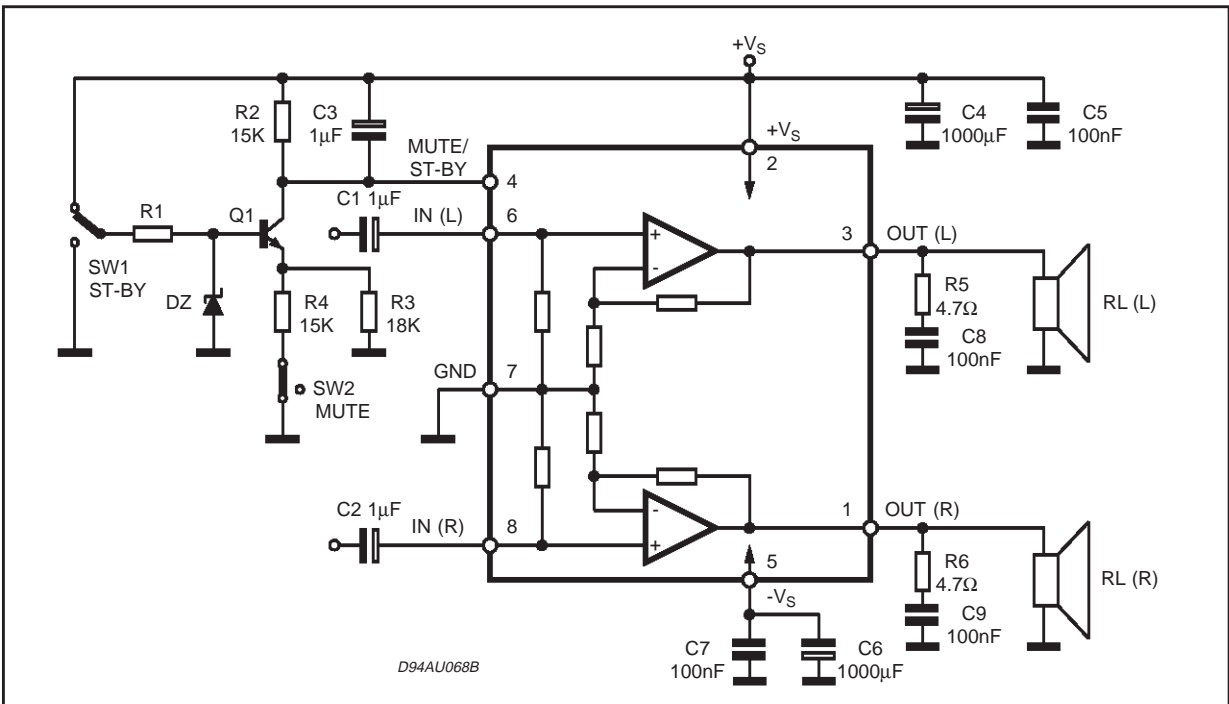 +VS
R2
15K
C3
1µF
C4
1000µF
C5
100nF
+VS
2
MUTE/
ST-BY
4
C1 1µF
IN (L)
6
R1
Q1
SW1
ST-BY
DZ
R4
15K
R3
18K
3
OUT (L)
R5
4.7Ω
C8
100nF
RL (L)
GND
7
SW2
MUTE
+
-
C2 1µF
IN (R)
8
-
+
1
OUT (R)
5
-VS
R6
4.7Ω
C9
100nF
RL (R)
C7
100nF
C6
1000µF
D94AU068B